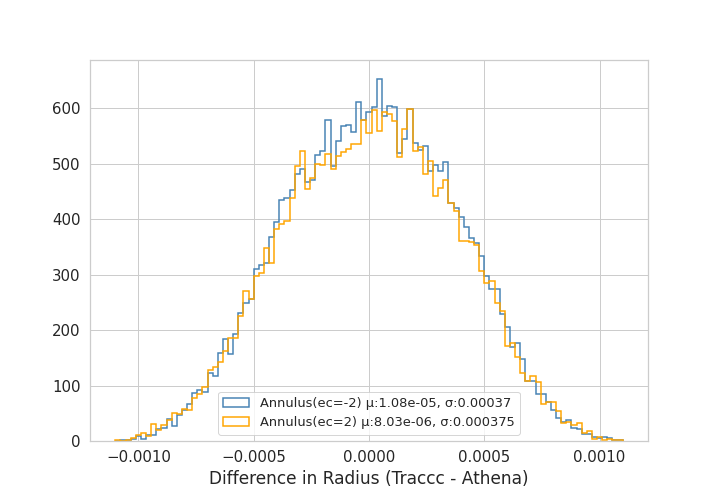 600
500
400
300
200
100
0
Annulus(ec=-2) μ:1.08e-05, σ:0.00037
Annulus(ec=2) μ:8.03e-06, σ:0.000375
−0.0010 −0.0005 0.0000 0.0005 0.0010
Difference in Radius (Traccc - Athena)